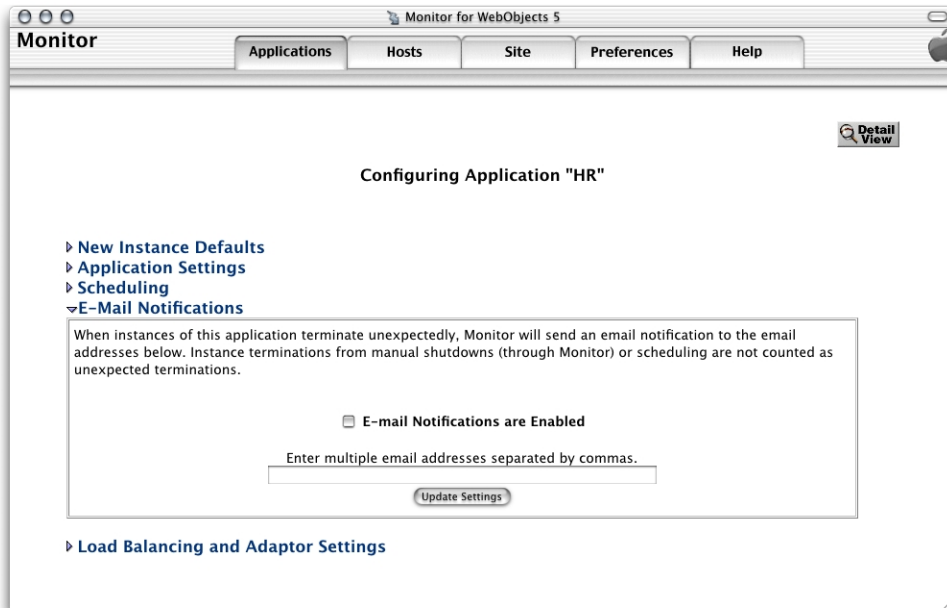 Monitor for WebObjects 5
Monitor
Applications
Hosts
Site
Preferences
Help
Detail
View
Configuring Application "HR"
New Instance Defaults
Application Settings
Scheduling
E-Mail Notifications
When instances of this application terminate unexpectedly, Monitor will send an email notification to the email
addresses below. Instance terminations from manual shutdowns (through Monitor) or scheduling are not counted as
unexpected terminations.
E-mail Notifications are Enabled
Enter multiple email addresses separated by commas.
Update Settings
Load Balancing and Adaptor Settings